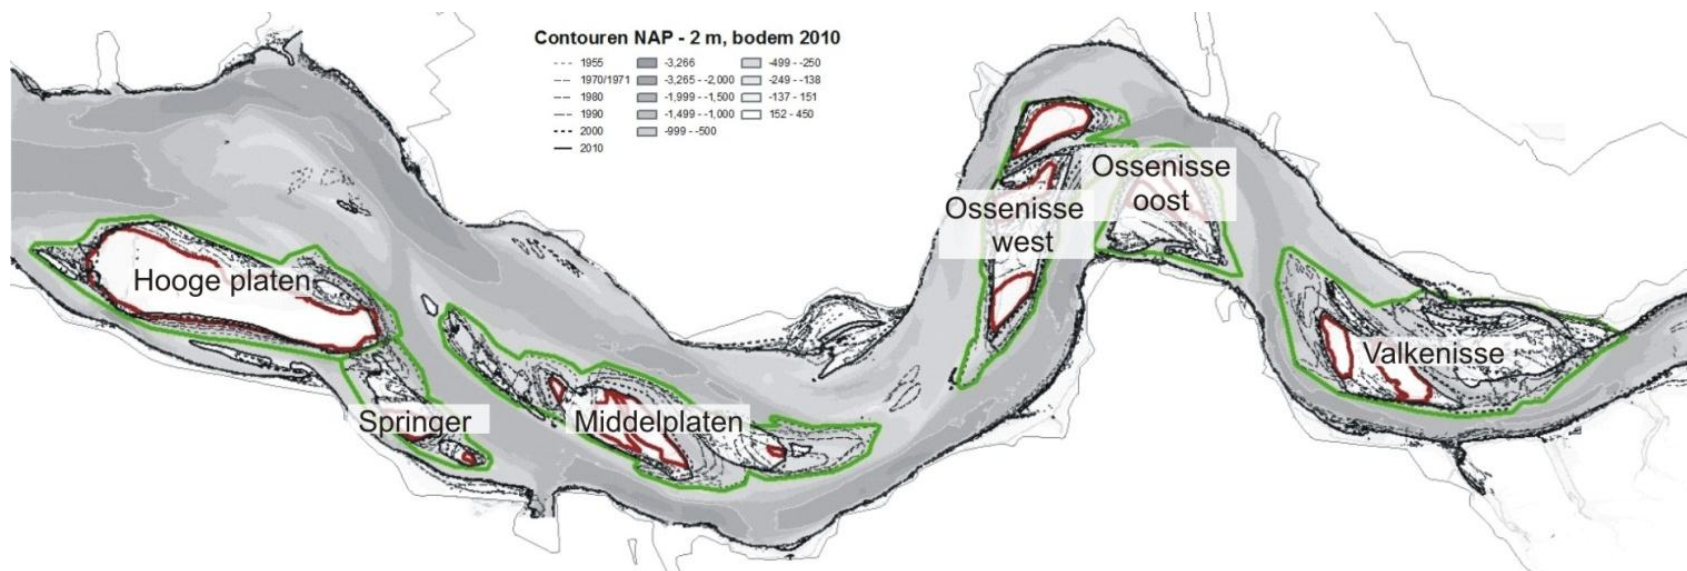 Contouren NAP - 2 m, bodem 2010
1955 -3,266 -499 - -250
1970/1971 -3,265 - -2,000 -249 - -138
1980 -1,999 - -1,500 -137 - 151
1990 -1,499 - -1,000 152 - 450
2000 -999 - -500
2010
Ossenisse
oost
Ossenisse
west
Hooge platen
Valkenisse
Springer
Middelplaten